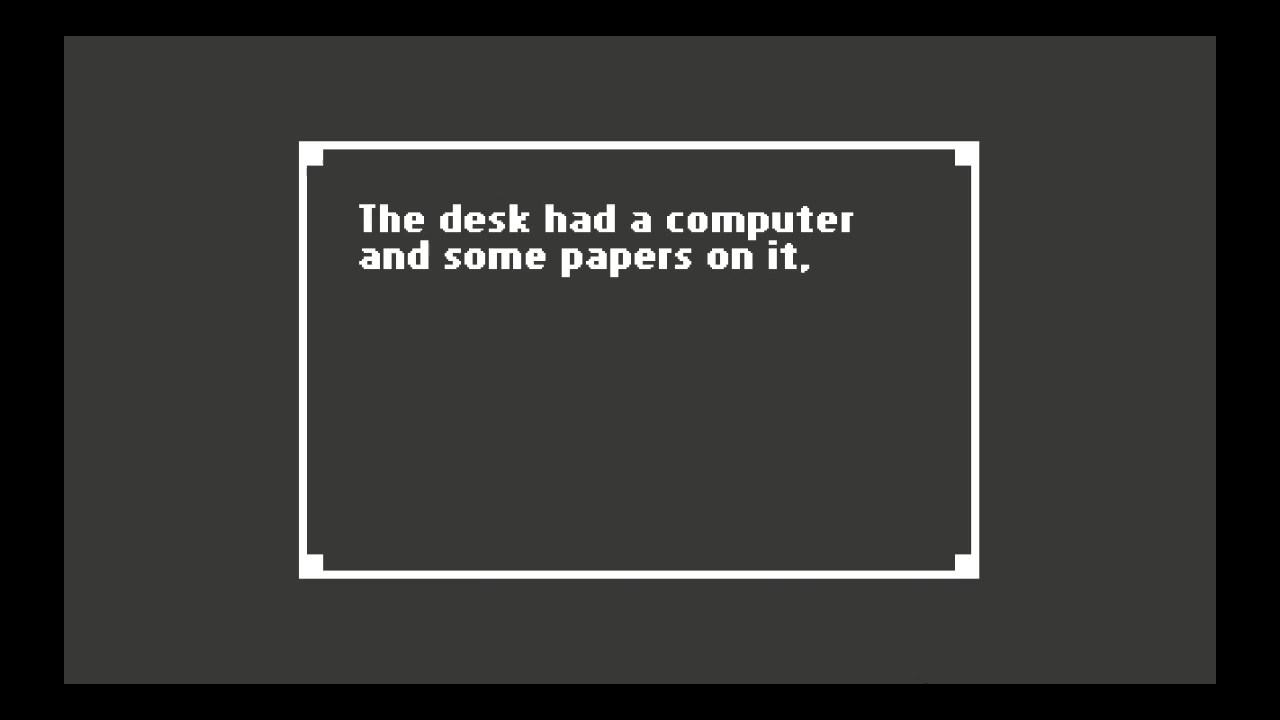 The desk had a computer
and some papers on it,